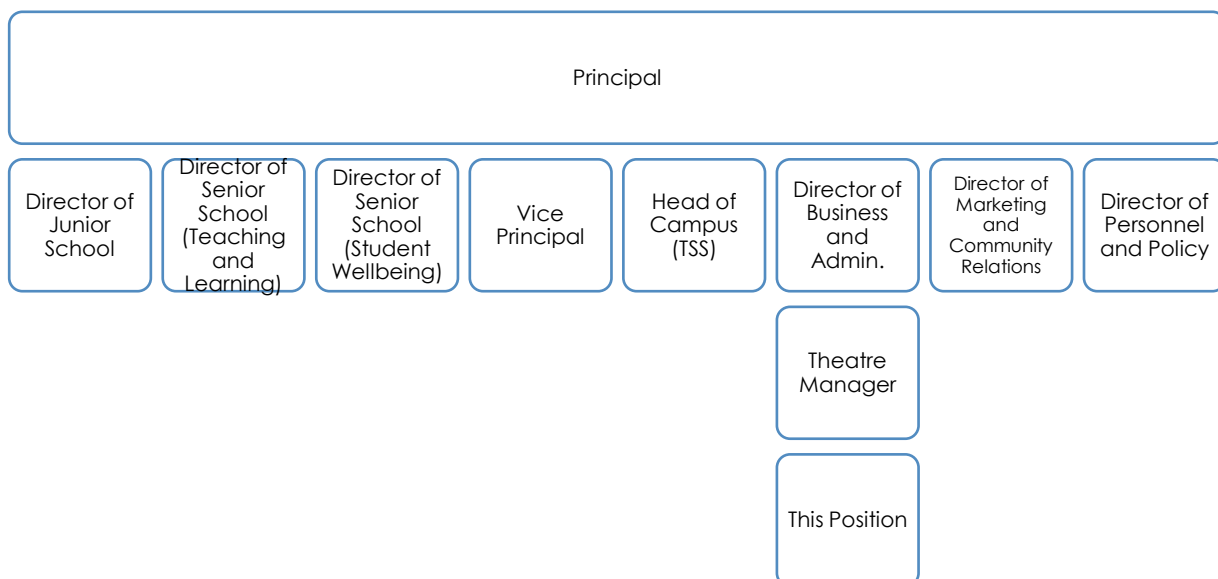 Principal
Director of
Junior
School
Director of
Senior
School
(Teaching
and
Learning)
Director of
Senior
School
(Student
Wellbeing)
Vice
Principal
Head of
Campus
(TSS)
Director of
Business
and
Admin.
Director of
Marketing
and
Community
Relations
Director of
Personnel
and Policy
Theatre
Manager
This Position